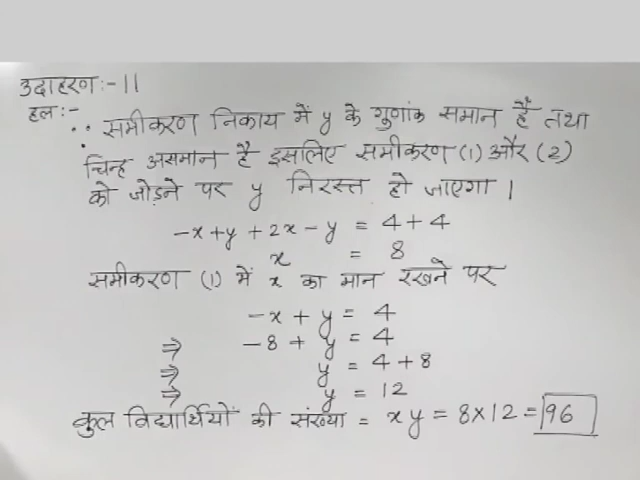 उदाहरण:- 11
हल:-
∵ समीकरण निकाय में y के गुणांक समान हैं तथा
चिन्ह असमान है इसलिए समीकरण (1) और (2)
को जोड़ने पर y निरस्त हो जाएगा।
-x+y+2x-y = 4+4
x = 8
समीकरण (1) में x का मान रखने पर
-x + y = 4
⇒ -8 + y = 4
⇒ y = 4+8
⇒ y = 12
कुल विद्यार्थियों की संख्या = xy = 8×12 = 96